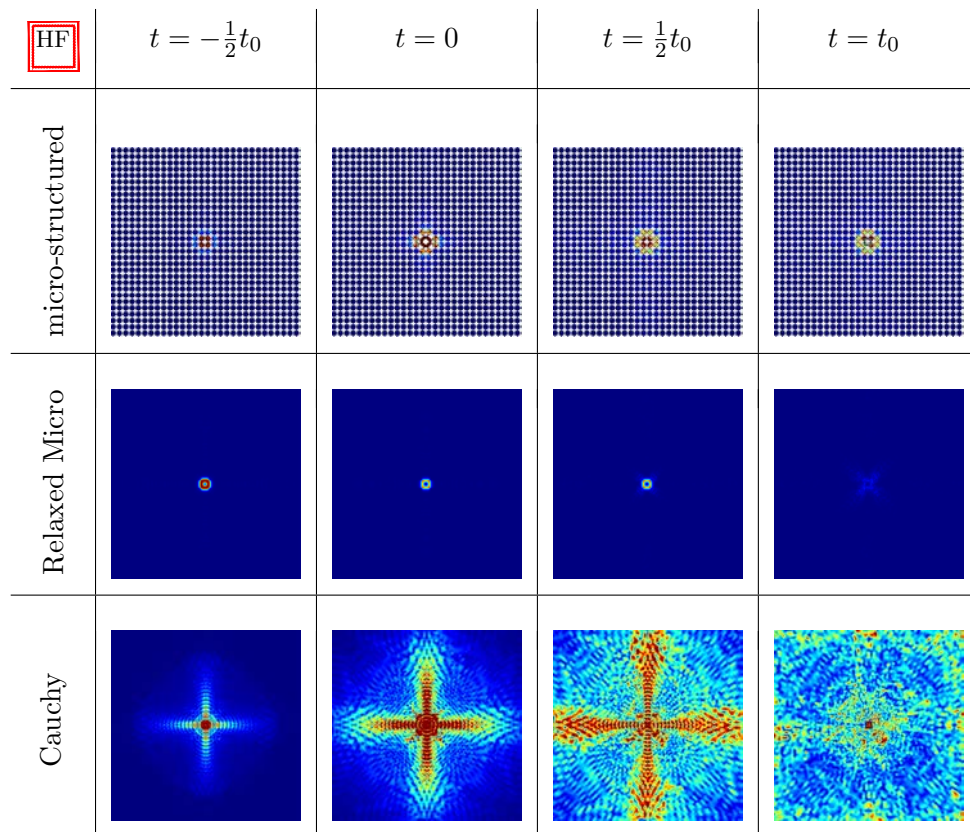 HF
t = −½t₀
t = 0
t = ½t₀
t = t₀
micro-structured
Relaxed Micro
Cauchy